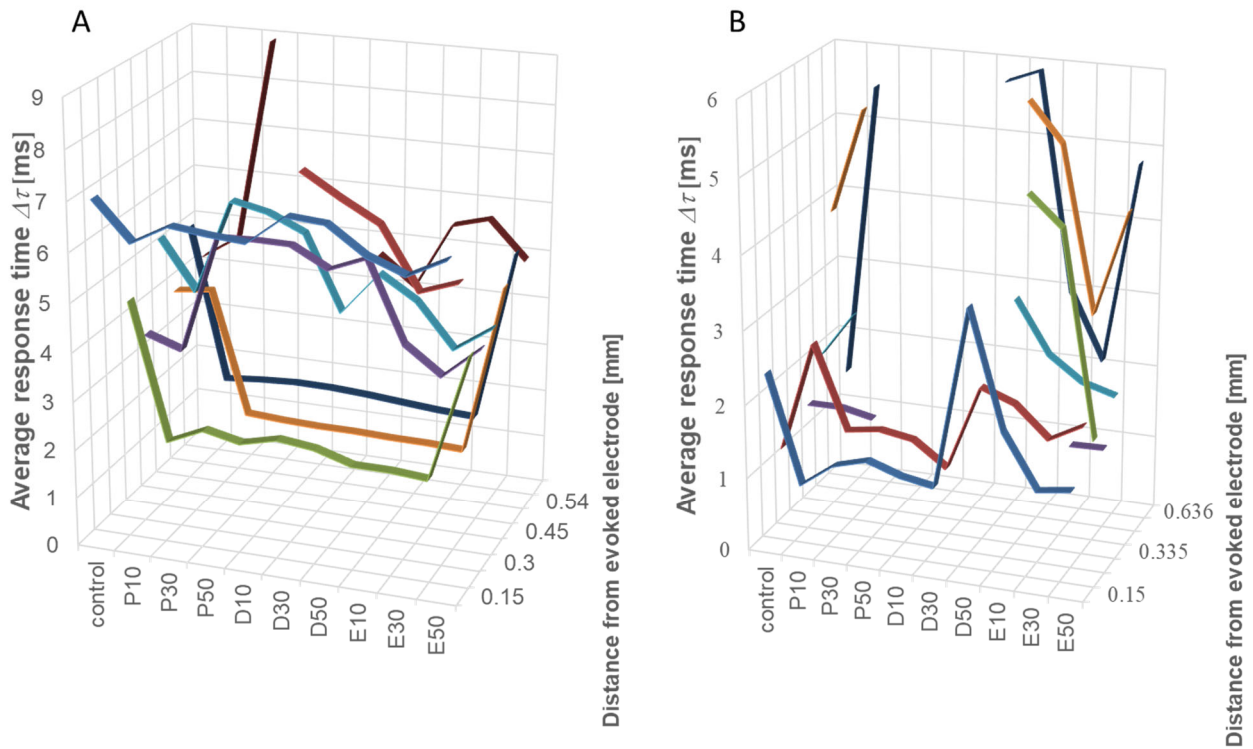 A
Average response time Δτ [ms]
9
8
7
6
5
4
3
2
1
0
control
P10
P30
P50
D10
D30
D50
E10
E30
E50
0.15
0.3
0.45
0.54
Distance from evoked electrode [mm]
B
Average response time Δτ [ms]
6
5
4
3
2
1
0
control
P10
P30
P50
D10
D30
D50
E10
E30
E50
0.15
0.335
0.636
Distance from evoked electrode [mm]